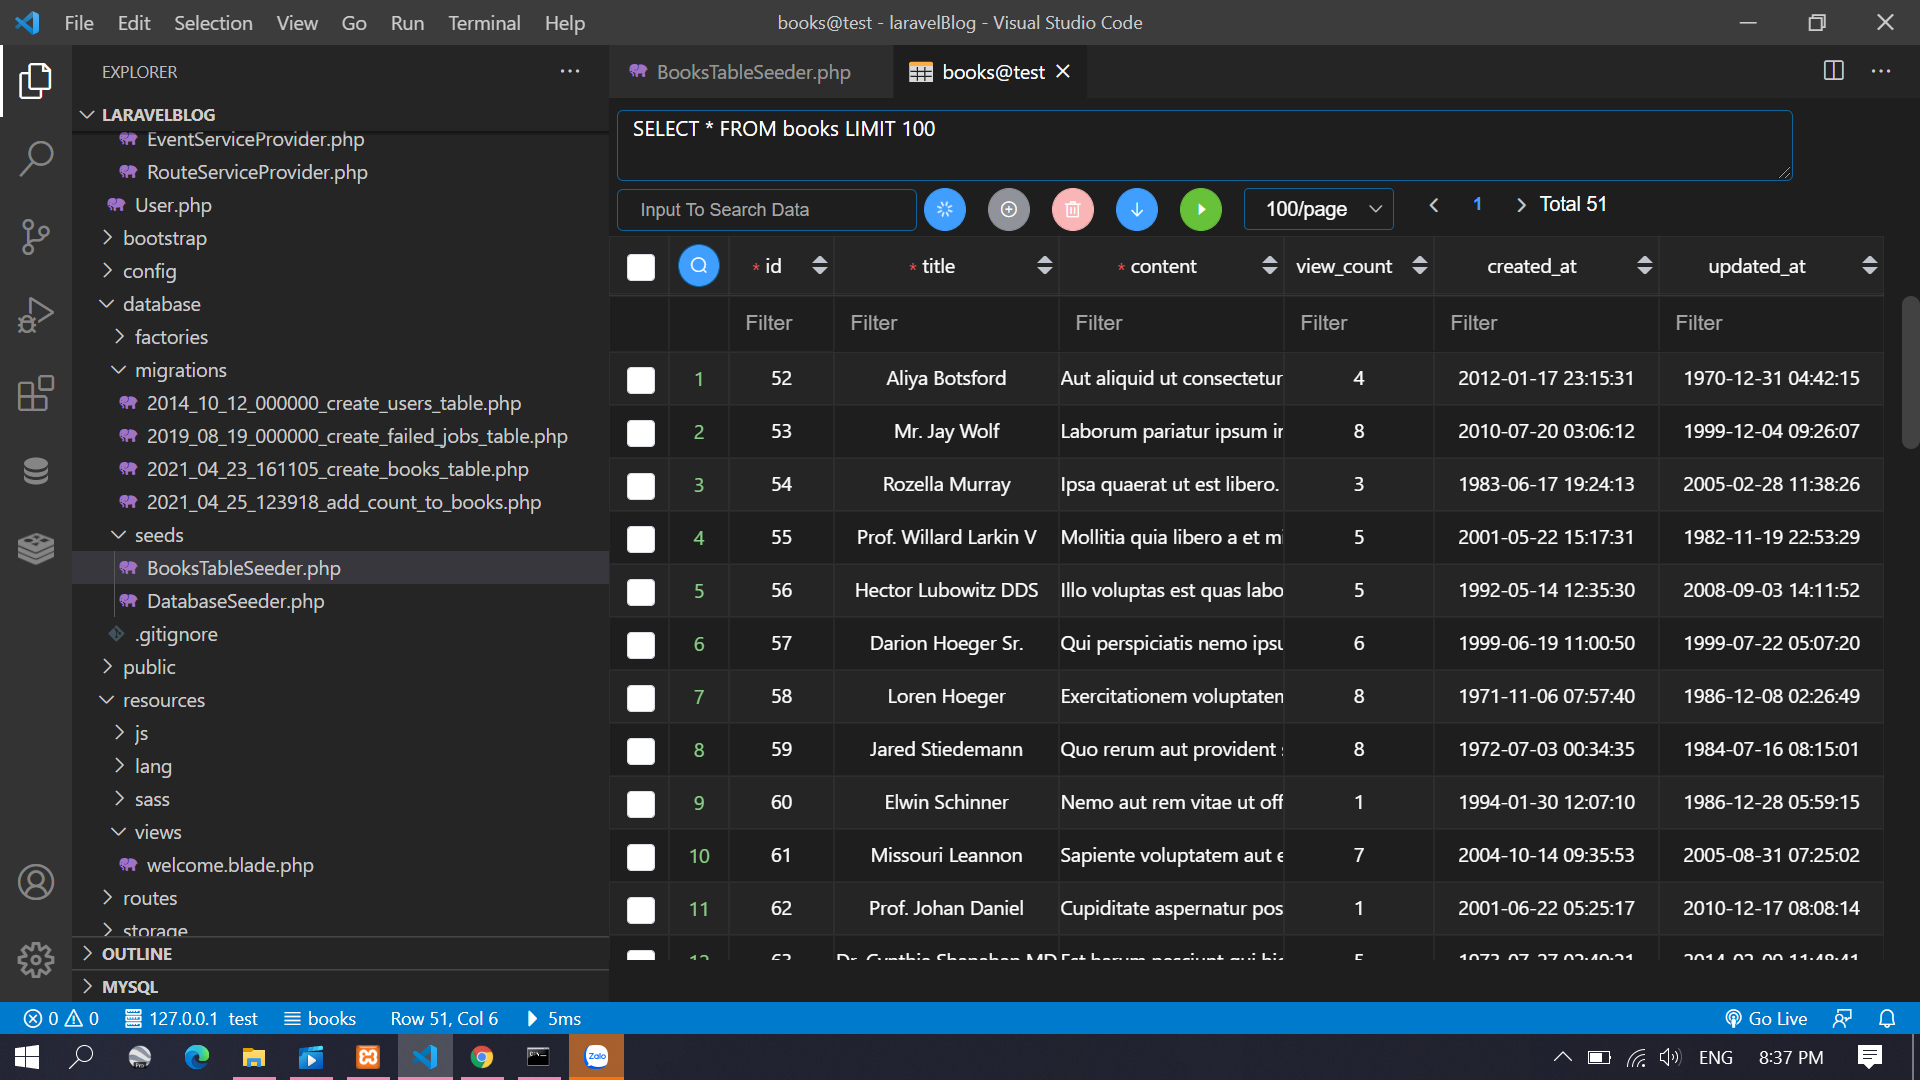 File Edit Selection View Go Run Terminal Help
books@test - laravelBlog - Visual Studio Code
EXPLORER
LARAVELBLOG
EventServiceProvider.php
RouteServiceProvider.php
User.php
bootstrap
config
database
factories
migrations
2014_10_12_000000_create_users_table.php
2019_08_19_000000_create_failed_jobs_table.php
2021_04_23_161105_create_books_table.php
2021_04_25_123918_add_count_to_books.php
seeds
BooksTableSeeder.php
DatabaseSeeder.php
.gitignore
public
resources
js
lang
sass
views
welcome.blade.php
routes
storage
OUTLINE
MYSQL
BooksTableSeeder.php books@test
SELECT * FROM books LIMIT 100
Input To Search Data 100/page 1 Total 51
* id * title * content view_count created_at updated_at
Filter Filter Filter Filter Filter Filter
1 52 Aliya Botsford Aut aliquid ut consectetur 4 2012-01-17 23:15:31 1970-12-31 04:42:15
2 53 Mr. Jay Wolf Laborum pariatur ipsum 8 2010-07-20 03:06:12 1999-12-04 09:26:07
3 54 Rozella Murray Ipsa quaerat ut est libero. 3 1983-06-17 19:24:13 2005-02-28 11:38:26
4 55 Prof. Willard Larkin V Mollitia quia libero a et 5 2001-05-22 15:17:31 1982-11-19 22:53:29
5 56 Hector Lubowitz DDS Illo voluptas est quas labo 5 1992-05-14 12:35:30 2008-09-03 14:11:52
6 57 Darion Hoeger Sr. Qui perspiciatis nemo ipsu 6 1999-06-19 11:00:50 1999-07-22 05:07:20
7 58 Loren Hoeger Exercitationem voluptatem 8 1971-11-06 07:57:40 1986-12-08 02:26:49
8 59 Jared Stiedemann Quo rerum aut provident 8 1972-07-03 00:34:35 1984-07-16 08:15:01
9 60 Elwin Schinner Nemo aut rem vitae ut off 1 1994-01-30 12:07:10 1986-12-28 05:59:15
10 61 Missouri Leannon Sapiente voluptatem aut e 7 2004-10-14 09:35:53 2005-08-31 07:25:02
11 62 Prof. Johan Daniel Cupiditate aspernatur pos 1 2001-06-22 05:25:17 2010-12-17 08:08:14
12 63 Dr. Cynthia Shanahan MD Est harum nesciunt qui 5
0 0 127.0.0.1 test books Row 51, Col 6 5ms Go Live
Zalo ENG 8:37 PM